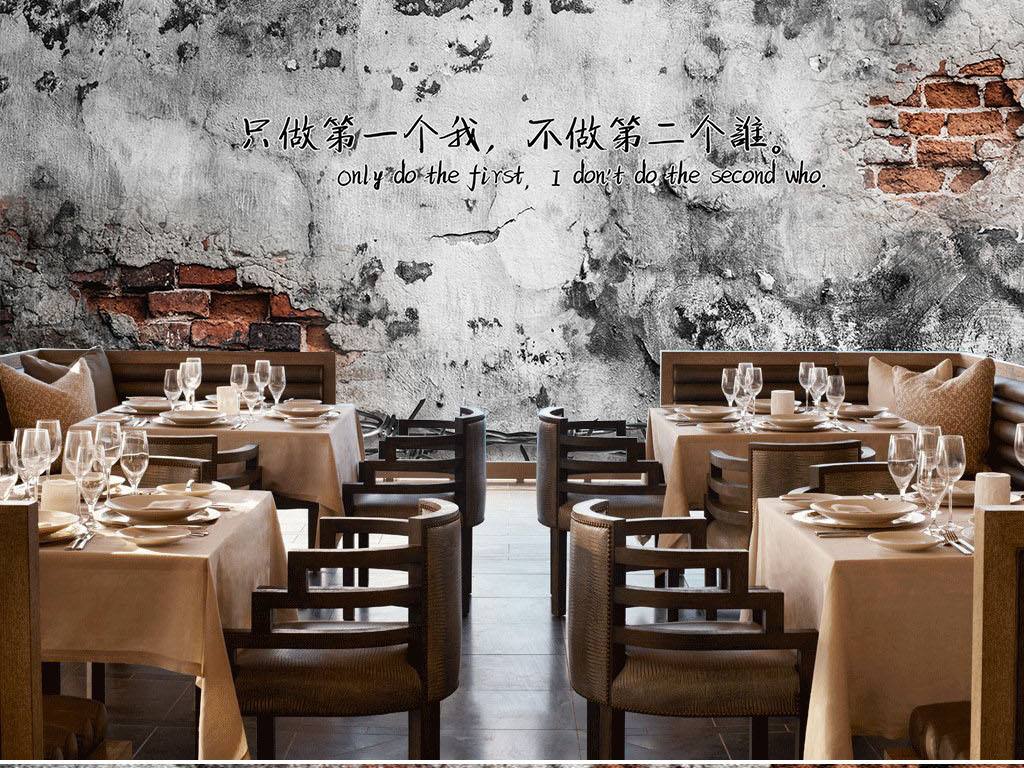 只做第一个我，不做第二个誰。
Only do the first, I don't do the second who.